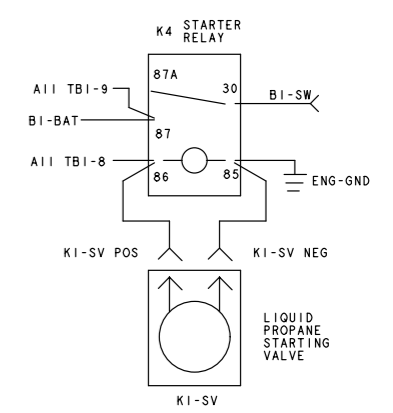 K4 STARTER
RELAY
87A
30
A11 TB1-9
B1-SW
B1-BAT
87
A11 TB1-8
86
85
ENG-GND
K1-SV POS
K1-SV NEG
LIQUID
PROPANE
STARTING
VALVE
K1-SV